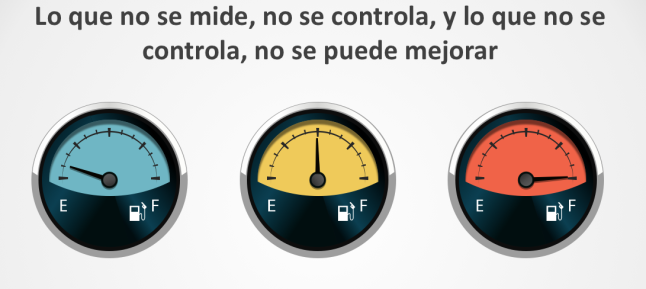 Lo que no se mide, no se controla, y lo que no se
controla, no se puede mejorar
E F
E F
E F